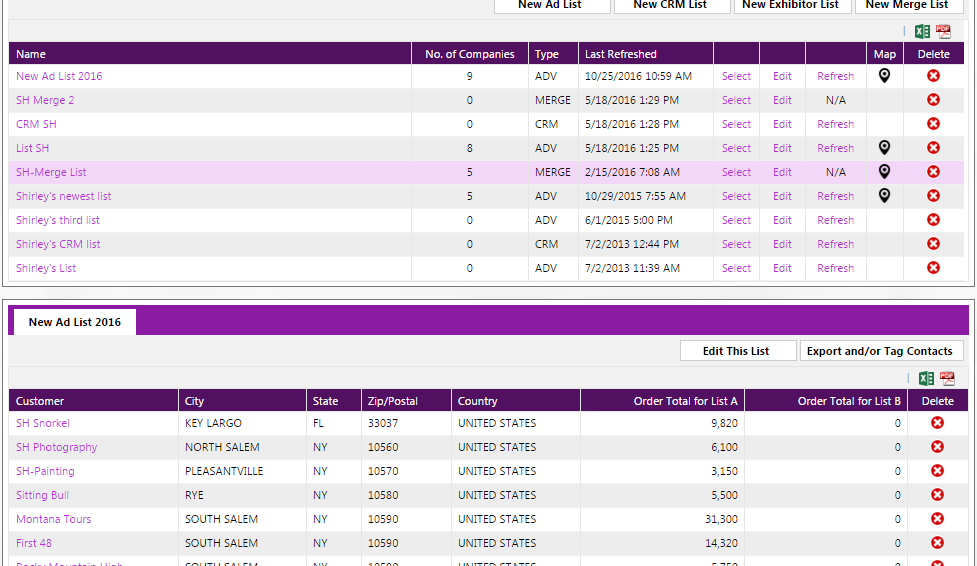 New Ad List New CRM List New Exhibitor List New Merge List
Name No. of Companies Type Last Refreshed Map Delete
New Ad List 2016 9 ADV 10/25/2016 10:59 AM Select Edit Refresh
SH Merge 2 0 MERGE 5/18/2016 1:29 PM Select Edit N/A
CRM SH 0 CRM 5/18/2016 1:28 PM Select Edit Refresh
List SH 8 ADV 5/18/2016 1:25 PM Select Edit Refresh
SH-Merge List 5 MERGE 2/15/2016 7:08 AM Select Edit N/A
Shirley's newest list 5 ADV 10/29/2015 7:55 AM Select Edit Refresh
Shirley's third list 0 ADV 6/1/2015 5:00 PM Select Edit Refresh
Shirley's CRM list 0 CRM 7/2/2013 12:44 PM Select Edit Refresh
Shirley's List 0 ADV 7/2/2013 11:39 AM Select Edit Refresh
New Ad List 2016
Edit This List Export and/or Tag Contacts
Customer City State Zip/Postal Country Order Total for List A Order Total for List B Delete
SH Snorkel KEY LARGO FL 33037 UNITED STATES 9,820 0
SH Photography NORTH SALEM NY 10560 UNITED STATES 6,100 0
SH-Painting PLEASANTVILLE NY 10570 UNITED STATES 3,150 0
Sitting Bull RYE NY 10580 UNITED STATES 5,500 0
Montana Tours SOUTH SALEM NY 10590 UNITED STATES 31,300 0
First 48 SOUTH SALEM NY 10590 UNITED STATES 14,320 0
Rocky Mountain High SOUTH SALEM NY 10590 UNITED STATES 5,750 0